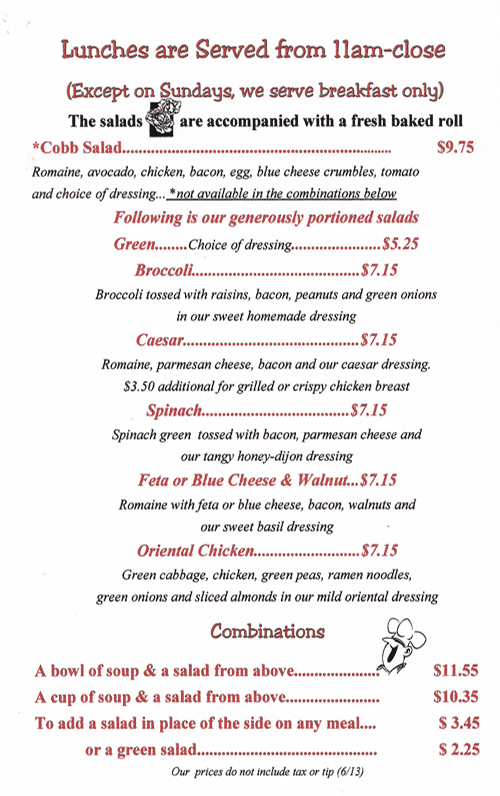 Lunches are Served from 11am-close
(Except on Sundays, we serve breakfast only)
The salads are accompanied with a fresh baked roll
*Cobb Salad................................................................. $9.75
Romaine, avocado, chicken, bacon, egg, blue cheese crumbles, tomato
and choice of dressing... *not available in the combinations below
Following is our generously portioned salads
Green........Choice of dressing......................$5.25
Broccoli.........................................$7.15
Broccoli tossed with raisins, bacon, peanuts and green onions
in our sweet homemade dressing
Caesar...........................................$7.15
Romaine, parmesan cheese, bacon and our caesar dressing.
$3.50 additional for grilled or crispy chicken breast
Spinach....................................$7.15
Spinach green tossed with bacon, parmesan cheese and
our tangy honey-dijon dressing
Feta or Blue Cheese & Walnut...$7.15
Romaine with feta or blue cheese, bacon, walnuts and
our sweet basil dressing
Oriental Chicken..........................$7.15
Green cabbage, chicken, green peas, ramen noodles,
green onions and sliced almonds in our mild oriental dressing
Combinations
A bowl of soup & a salad from above..................... $11.55
A cup of soup & a salad from above....................... $10.35
To add a salad in place of the side on any meal.... $ 3.45
or a green salad............................................ $ 2.25
Our prices do not include tax or tip (6/13)